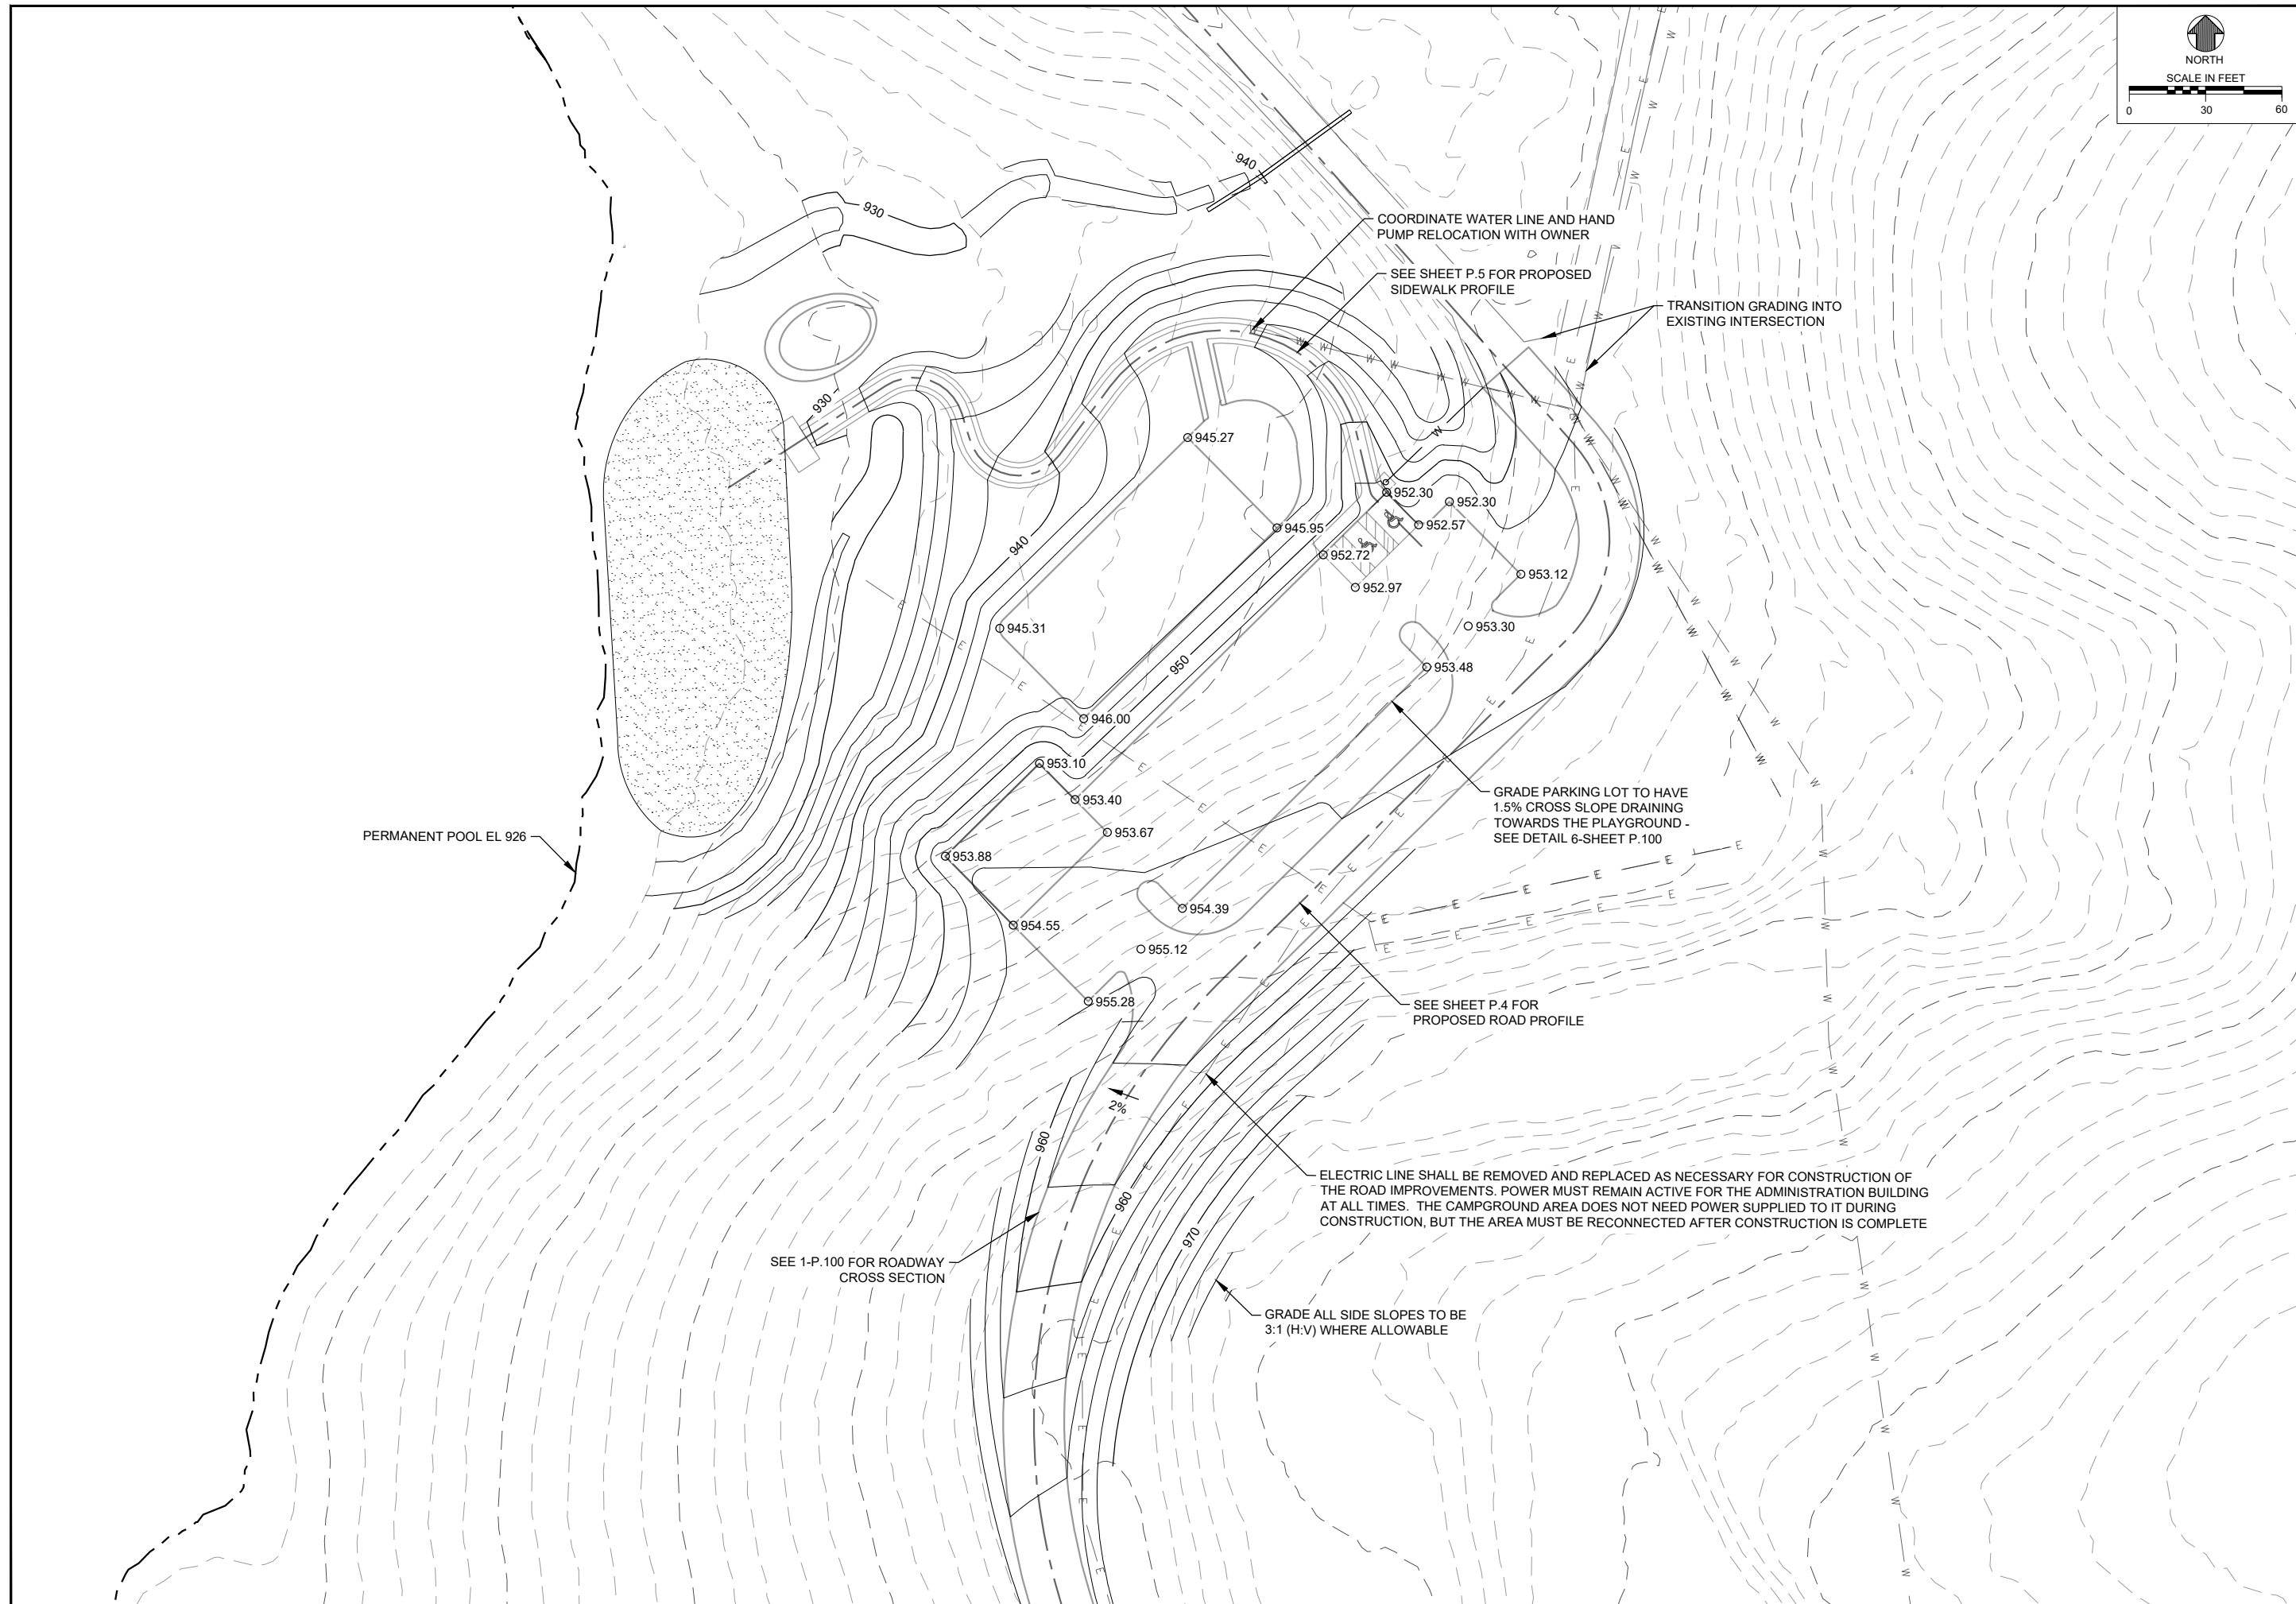 NORTH
SCALE IN FEET
0 30 60
940
930
COORDINATE WATER LINE AND HAND
PUMP RELOCATION WITH OWNER
SEE SHEET P.5 FOR PROPOSED
SIDEWALK PROFILE
TRANSITION GRADING INTO
EXISTING INTERSECTION
930
945.27
952.30
952.30
945.95
952.57
940
952.72
953.12
952.97
945.31
953.30
950
953.48
946.00
953.10
953.40
GRADE PARKING LOT TO HAVE
1.5% CROSS SLOPE DRAINING
TOWARDS THE PLAYGROUND -
SEE DETAIL 6-SHEET P.100
PERMANENT POOL EL 926
953.67
953.88
954.39
954.55
955.12
955.28
SEE SHEET P.4 FOR
PROPOSED ROAD PROFILE
2%
960
ELECTRIC LINE SHALL BE REMOVED AND REPLACED AS NECESSARY FOR CONSTRUCTION OF
THE ROAD IMPROVEMENTS. POWER MUST REMAIN ACTIVE FOR THE ADMINISTRATION BUILDING
AT ALL TIMES. THE CAMPGROUND AREA DOES NOT NEED POWER SUPPLIED TO IT DURING
CONSTRUCTION, BUT THE AREA MUST BE RECONNECTED AFTER CONSTRUCTION IS COMPLETE
960
970
SEE 1-P.100 FOR ROADWAY
CROSS SECTION
GRADE ALL SIDE SLOPES TO BE
3:1 (H:V) WHERE ALLOWABLE